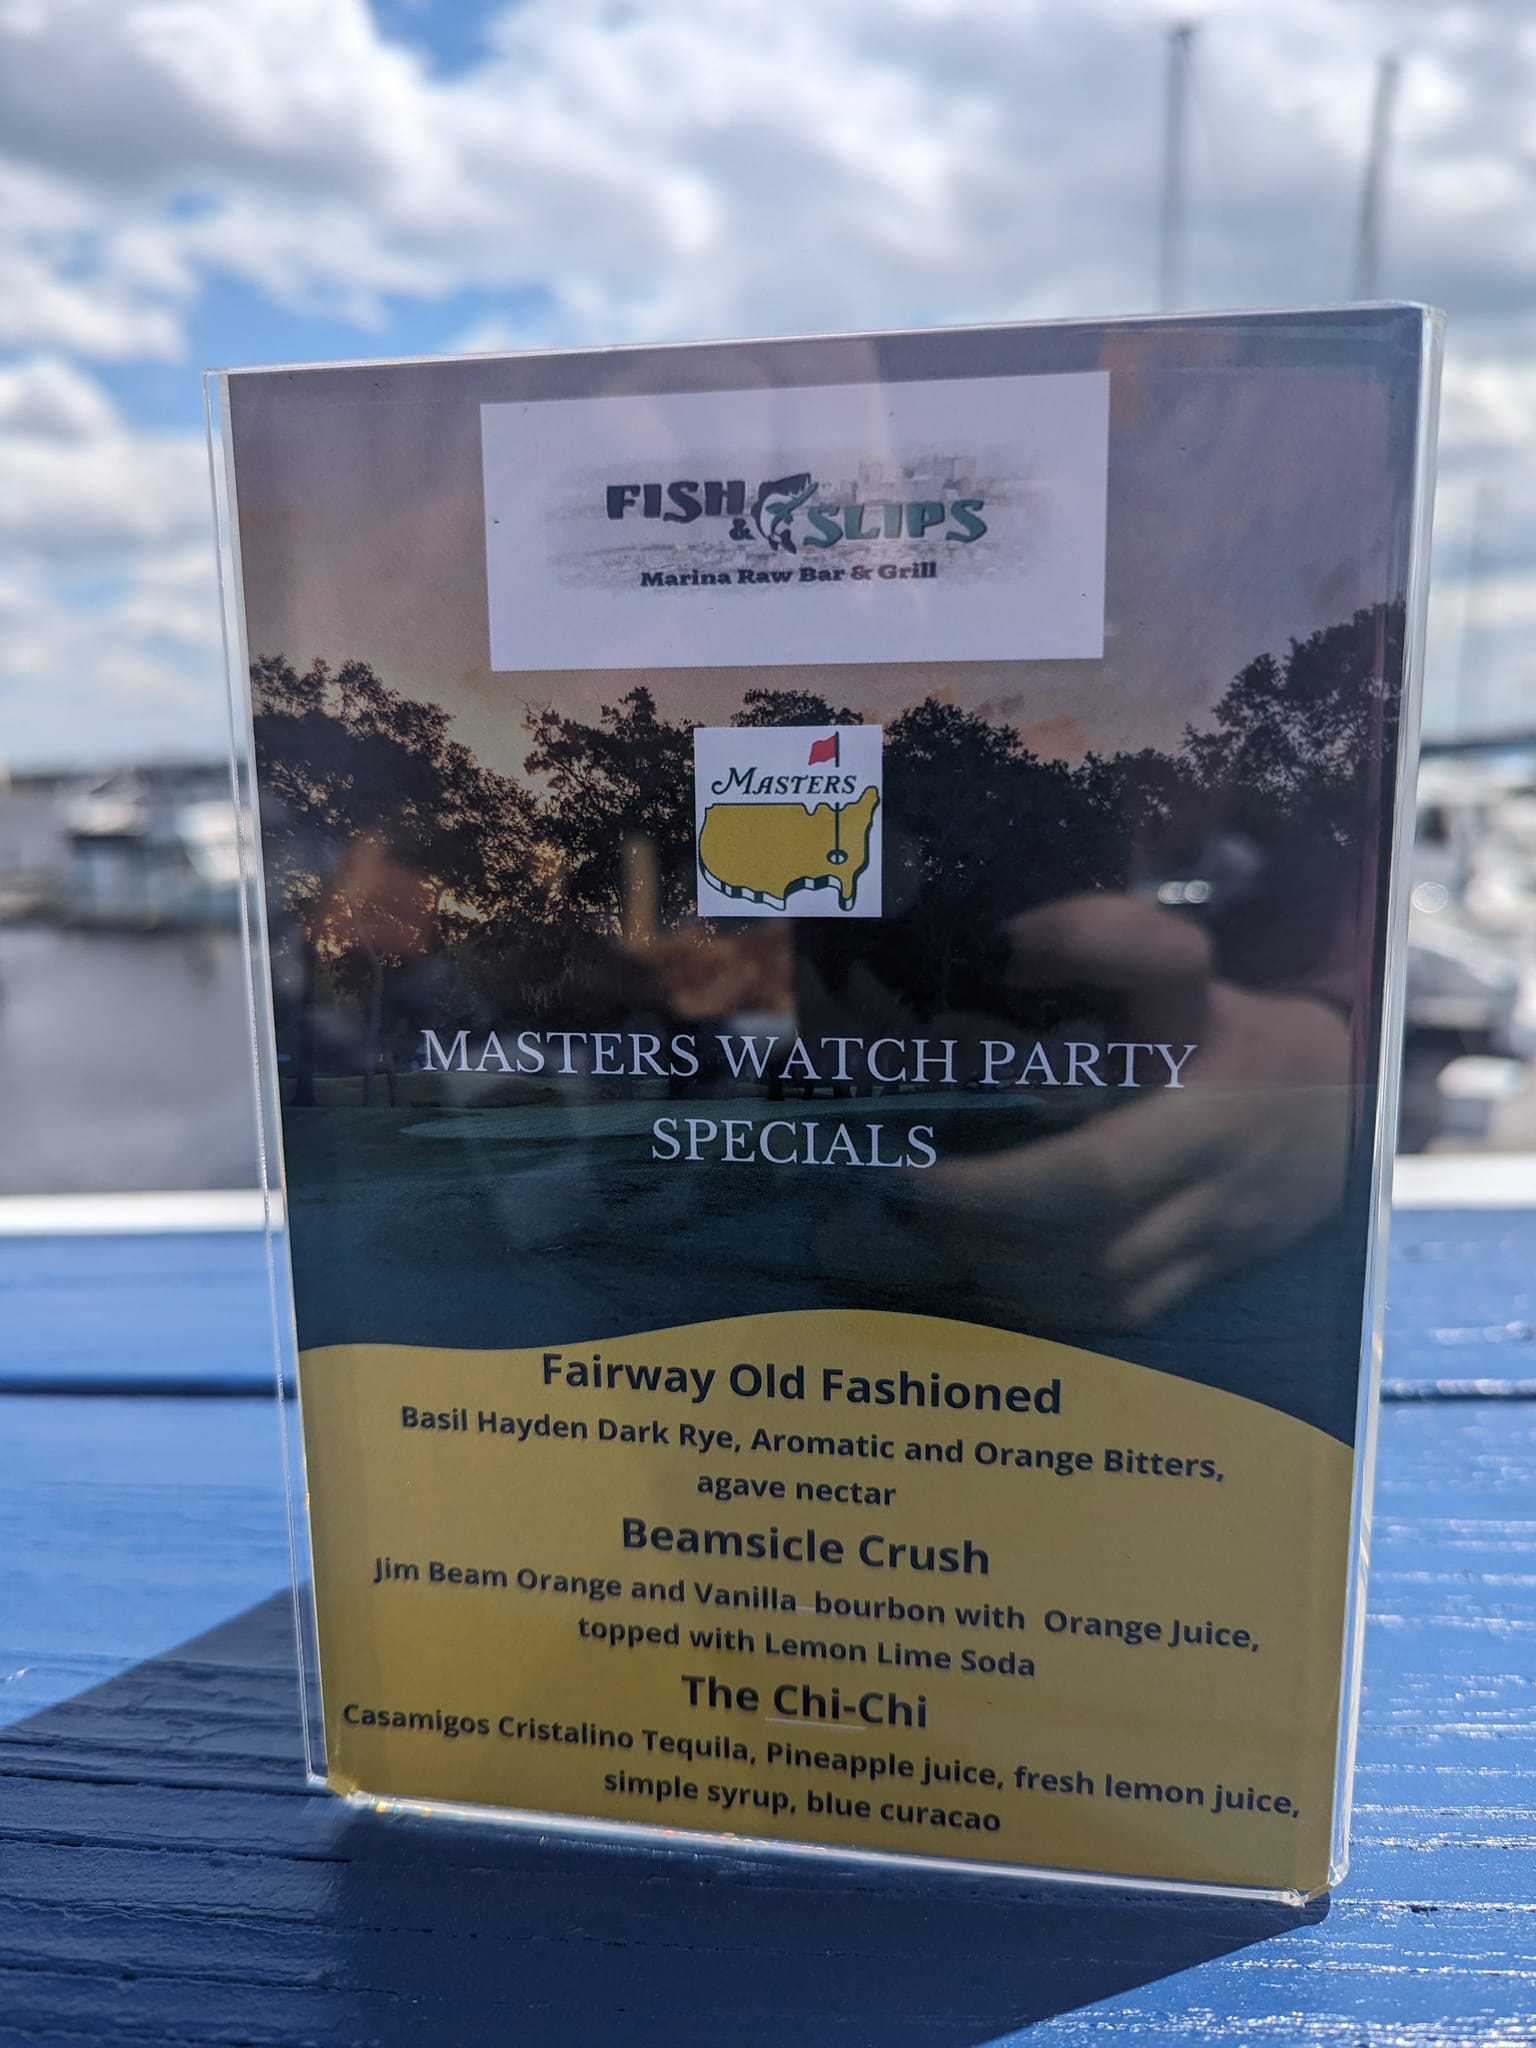 FISH & SLIPS
Marina Raw Bar & Grill
MASTERS
MASTERS WATCH PARTY
SPECIALS
Fairway Old Fashioned
Basil Hayden Dark Rye, Aromatic and Orange Bitters,
agave nectar
Beamsicle Crush
Jim Beam Orange and Vanilla bourbon with Orange Juice,
topped with Lemon Lime Soda
The Chi-Chi
Casamigos Cristalino Tequila, Pineapple juice, fresh lemon juice,
simple syrup, blue curacao